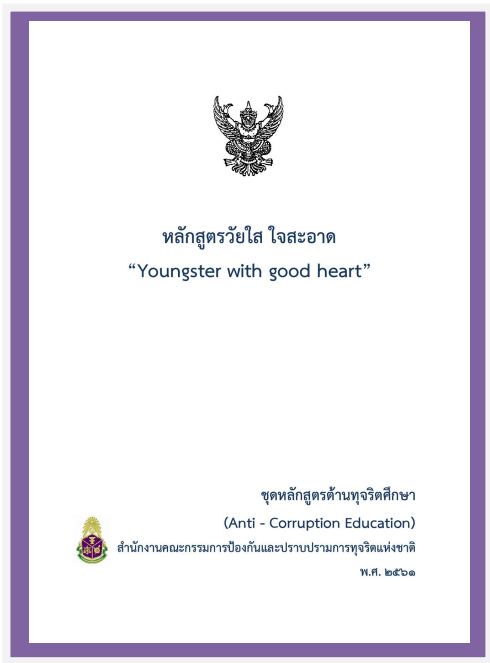 หลักสูตรวัยใส ใจสะอาด
“Youngster with good heart”
ชุดหลักสูตรต้านทุจริตศึกษา
(Anti - Corruption Education)
สำนักงานคณะกรรมการป้องกันและปราบปรามการทุจริตแห่งชาติ
พ.ศ. ๒๕๖๑